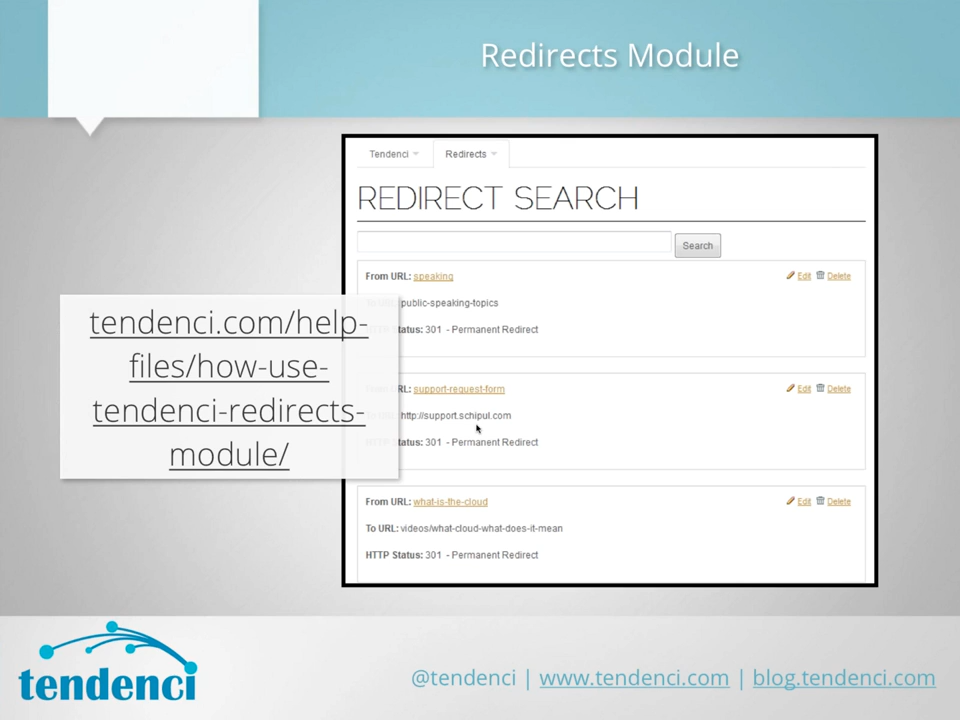 Redirects Module
Tendenci
Redirects
REDIRECT SEARCH
Search
From URL: speaking
Edit Delete
public-speaking-topics
Status: 301 - Permanent Redirect
tendenci.com/help-
files/how-use-
tendenci-redirects-
module/
URL: support-request-form
Edit Delete
http://support.schipul.com
Status: 301 - Permanent Redirect
From URL: what-is-the-cloud
Edit Delete
To URL: videos/what-cloud-what-does-it-mean
HTTP Status: 301 - Permanent Redirect
tendenci
@tendenci | www.tendenci.com | blog.tendenci.com